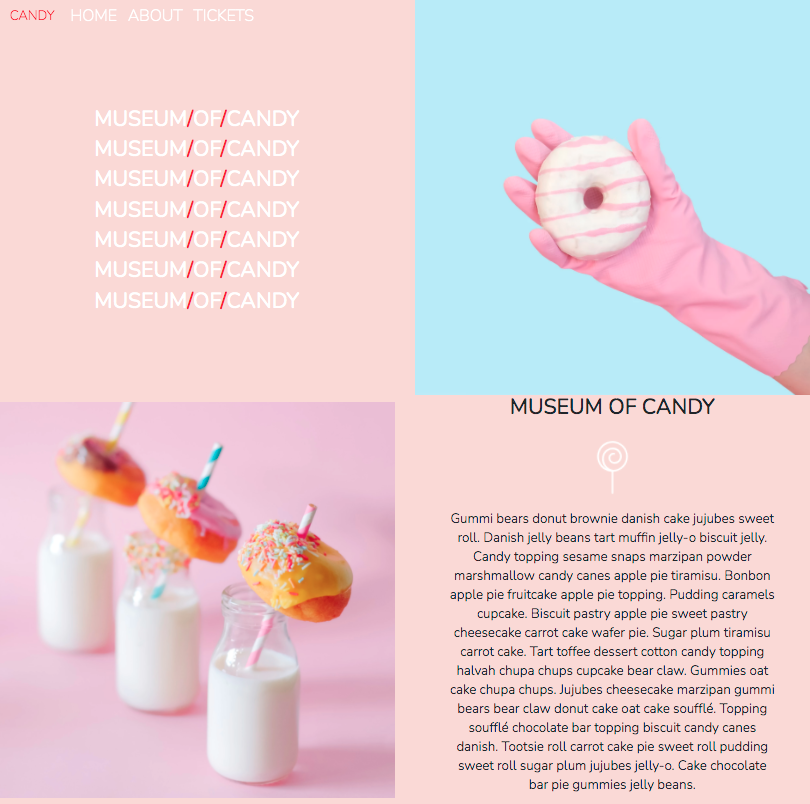 CANDY HOME ABOUT TICKETS
MUSEUM/OF/CANDY
MUSEUM/OF/CANDY
MUSEUM/OF/CANDY
MUSEUM/OF/CANDY
MUSEUM/OF/CANDY
MUSEUM/OF/CANDY
MUSEUM/OF/CANDY
MUSEUM OF CANDY
Gummi bears donut brownie danish cake jujubes sweet
roll. Danish jelly beans tart muffin jelly-o biscuit jelly.
Candy topping sesame snaps marzipan powder
marshmallow candy canes apple pie tiramisu. Bonbon
apple pie fruitcake apple pie topping. Pudding caramels
cupcake. Biscuit pastry apple pie sweet pastry
cheesecake carrot cake wafer pie. Sugar plum tiramisu
carrot cake. Tart toffee dessert cotton candy topping
halvah chupa chups cupcake bear claw. Gummies oat
cake chupa chups. Jujubes cheesecake marzipan gummi
bears bear claw donut cake oat cake soufflé. Topping
soufflé chocolate bar topping biscuit candy canes
danish. Tootsie roll carrot cake pie sweet roll pudding
sweet roll sugar plum jujubes jelly-o. Cake chocolate
bar pie gummies jelly beans.